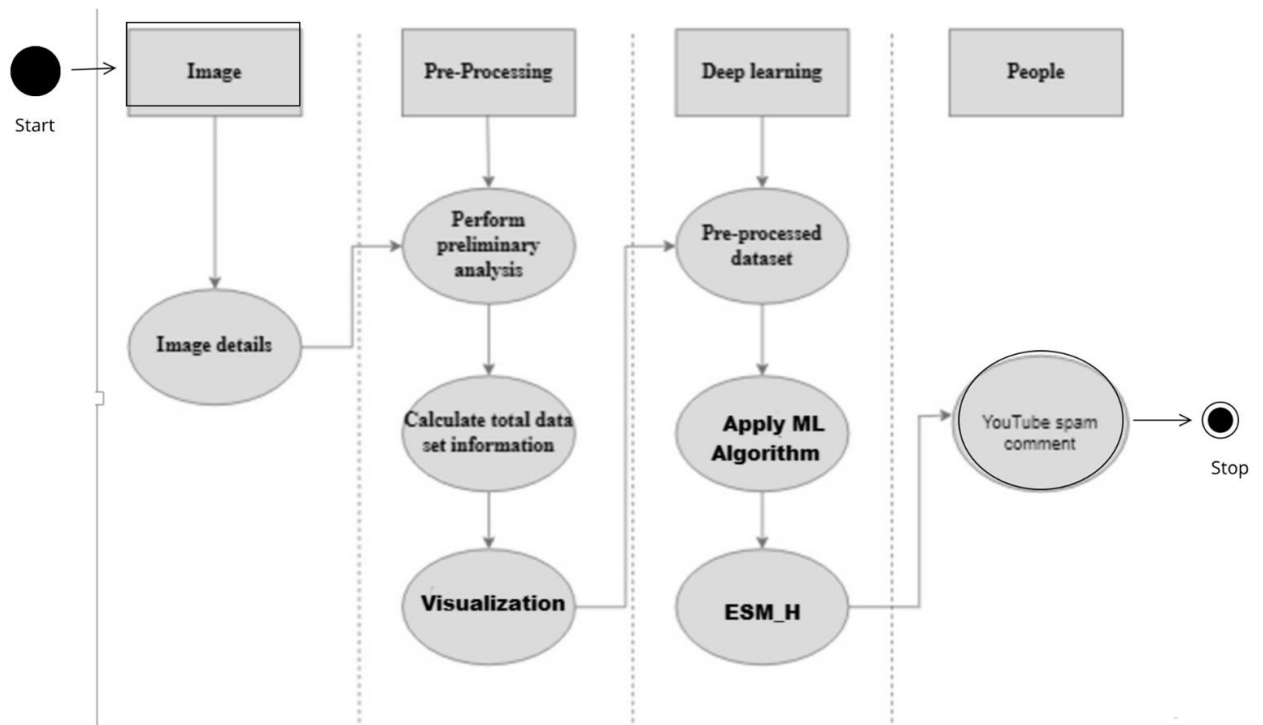 Start
Image
Image details
Pre-Processing
Perform
preliminary
analysis
Calculate total data
set information
Visualization
Deep learning
Pre-processed
dataset
Apply ML
Algorithm
ESM_H
People
YouTube spam
comment
Stop